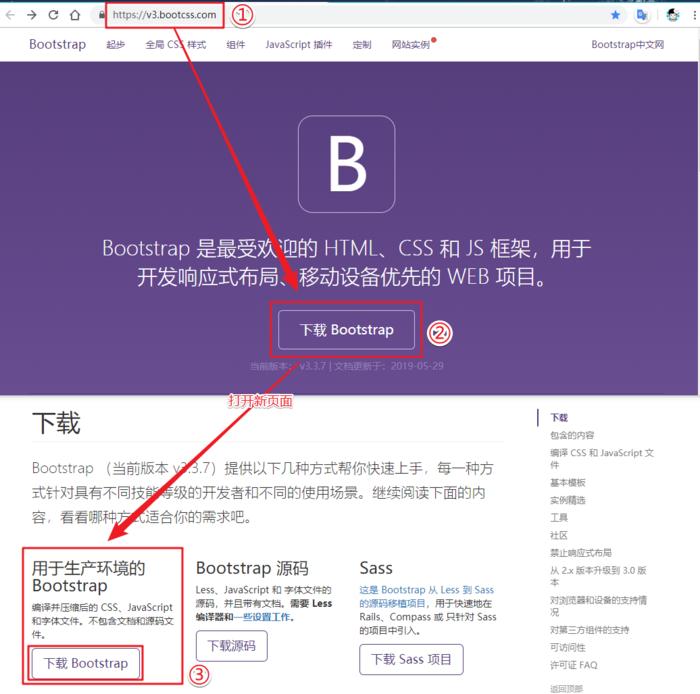 https://v3.bootcss.com
①
Bootstrap 起步 全局 CSS 样式 组件 JavaScript 插件 定制 网站实例 Bootstrap中文网
B
Bootstrap 是最受欢迎的 HTML、CSS 和 JS 框架，用于
开发响应式布局、移动设备优先的 WEB 项目。
下载 Bootstrap
②
当前版本： v3.3.7 | 文档更新于：2019-05-29
打开新页面
下载
Bootstrap （当前版本 v3.3.7）提供以下几种方式帮你快速上手，每一种方
式针对具有不同技能等级的开发者和不同的使用场景。继续阅读下面的内
容，看看哪种方式适合你的需求吧。
用于生产环境的
Bootstrap
编译并压缩后的 CSS、JavaScript
和字体文件。不包含文档和源码文
件。
下载 Bootstrap
③
Bootstrap 源码
Less、JavaScript 和 字体文件的
源码，并且带有文档。需要 Less
编译器和一些设置工作。
下载源码
Sass
这是 Bootstrap 从 Less 到 Sass
的源码移植项目，用于快速地在
Rails、Compass 或 只针对 Sass
的项目中引入。
下载 Sass 项目
下载
包含的内容
编译 CSS 和 JavaScript 文
件
基本模板
实例精选
工具
社区
禁止响应式布局
从 2.x 版本升级到 3.0 版
本
对浏览器和设备的支持情
况
对第三方组件的支持
可访问性
许可证 FAQ
返回顶部